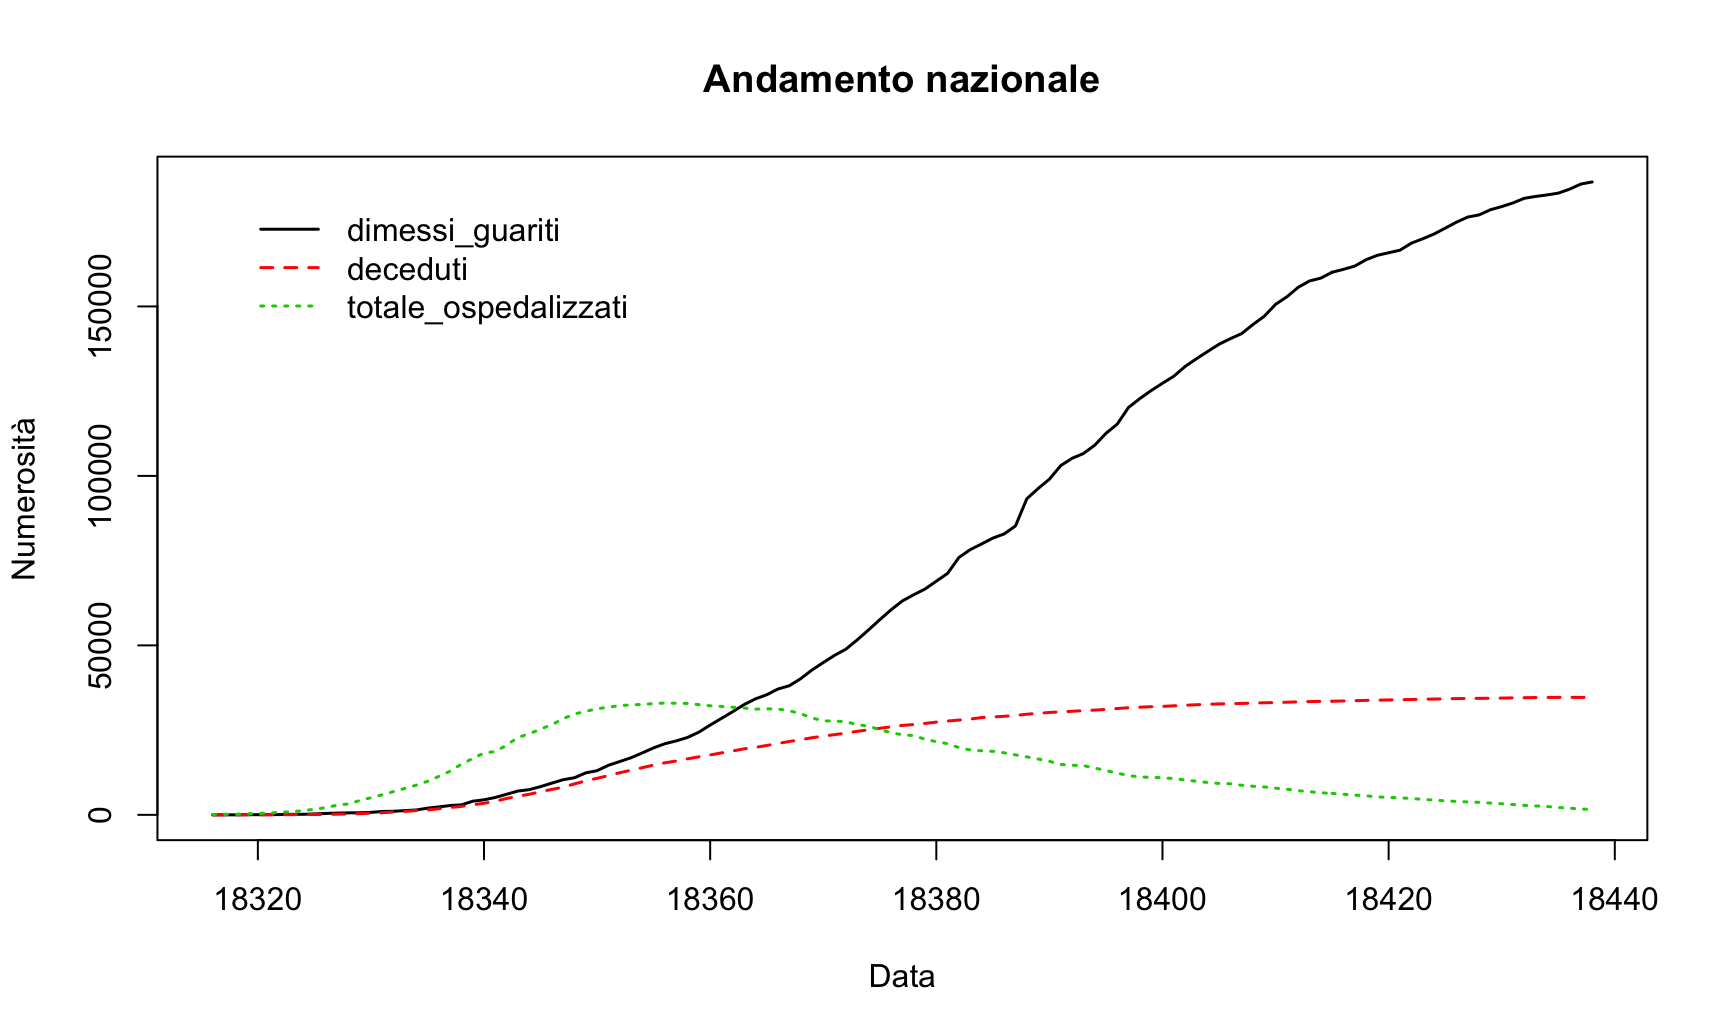 Andamento nazionale
dimessi_guariti
deceduti
totale_ospedalizzati
Numerosità
150000
100000
50000
0
18320 18340 18360 18380 18400 18420 18440
Data